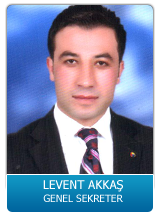 LEVENT AKKAŞ
GENEL SEKRETER